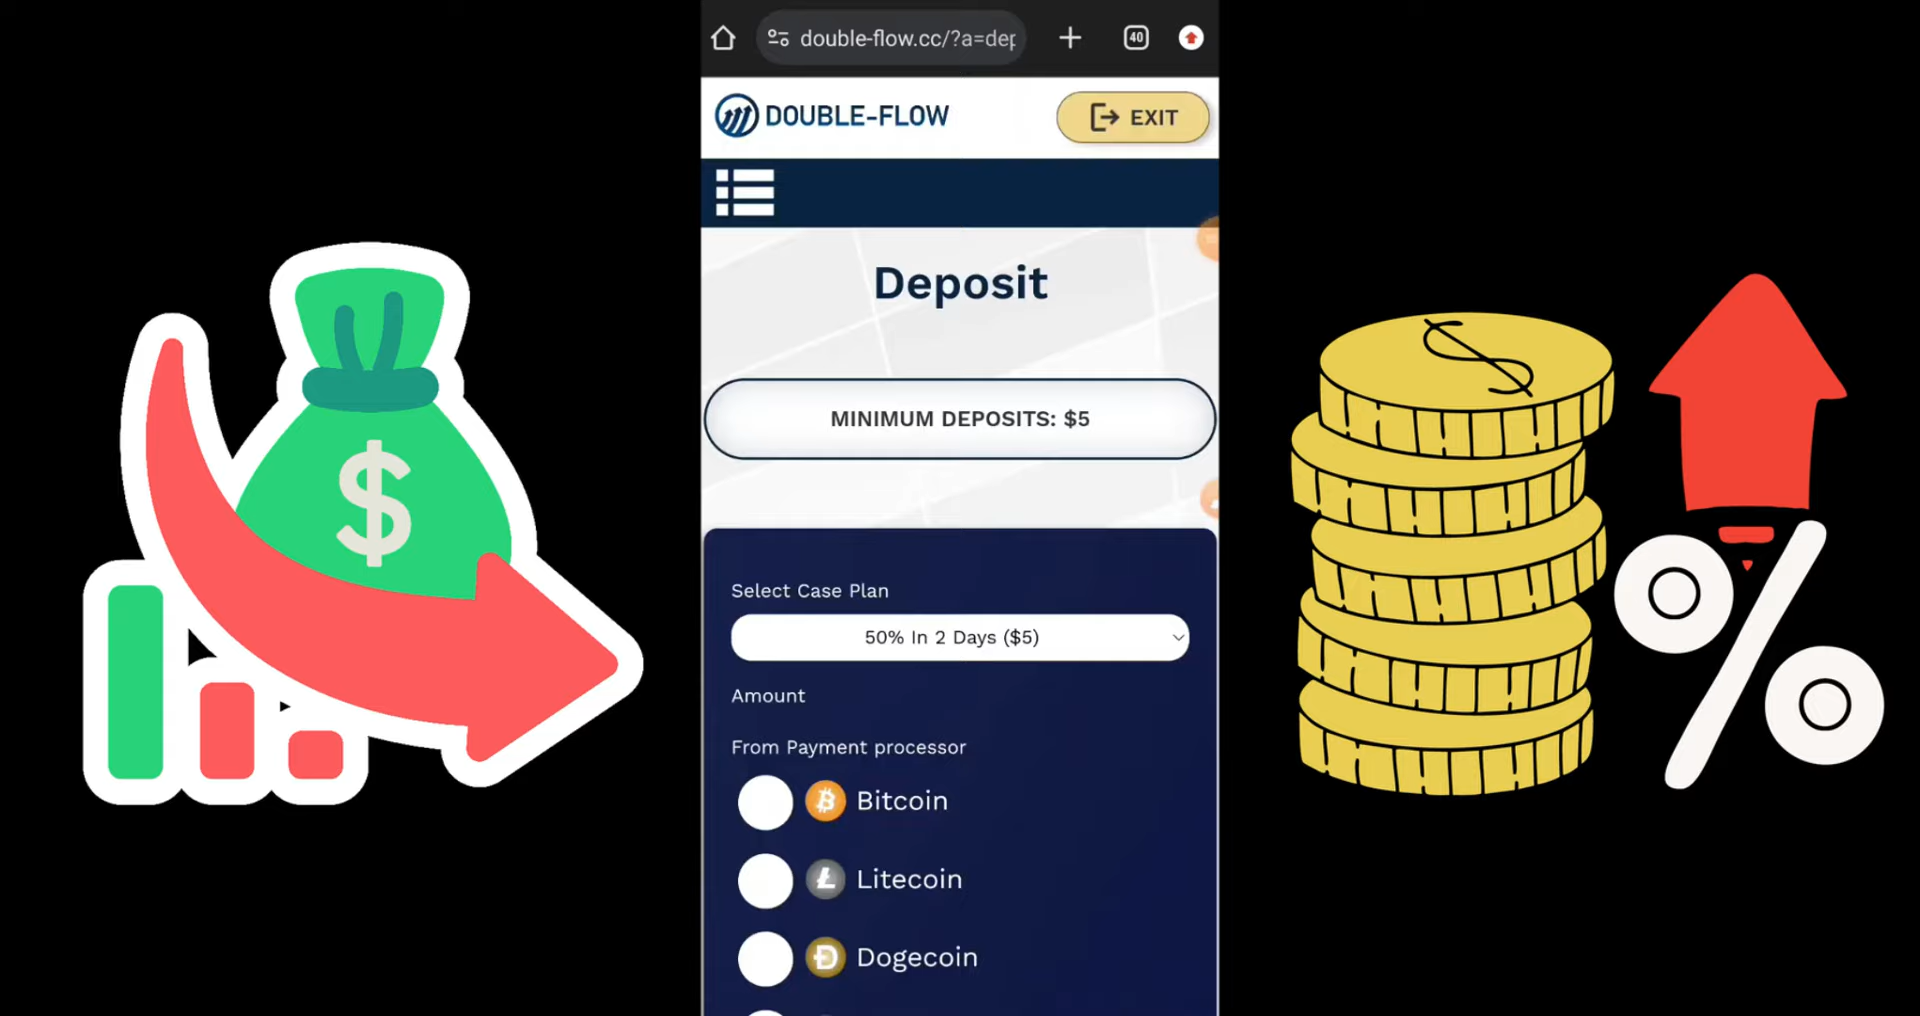 double-flow.cc/?a=dep
40
DOUBLE-FLOW
EXIT
Deposit
MINIMUM DEPOSITS: $5
Select Case Plan
50% In 2 Days ($5)
Amount
From Payment processor
Bitcoin
Litecoin
Dogecoin
$
$
%